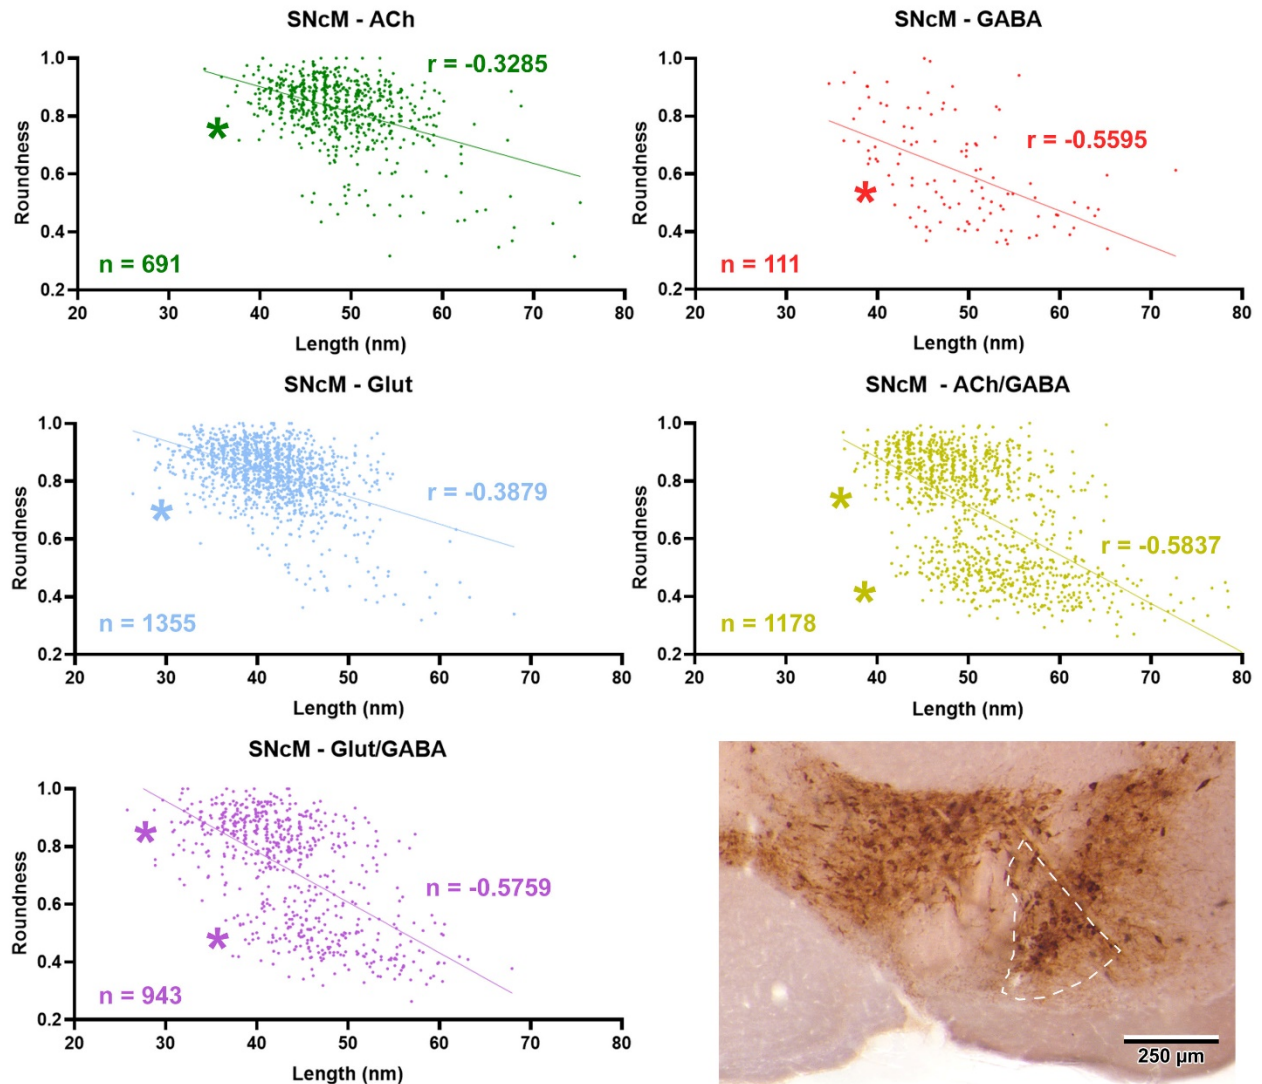 SNcM - ACh
1.0
0.8
0.6
0.4
0.2
Roundness
r = -0.3285
*
n = 691
20 30 40 50 60 70 80
Length (nm)
SNcM - GABA
1.0
0.8
0.6
0.4
0.2
Roundness
r = -0.5595
*
n = 111
20 30 40 50 60 70 80
Length (nm)
SNcM - Glut
1.0
0.8
0.6
0.4
0.2
Roundness
r = -0.3879
*
n = 1355
20 30 40 50 60 70 80
Length (nm)
SNcM - ACh/GABA
1.0
0.8
0.6
0.4
0.2
Roundness
*
r = -0.5837
*
n = 1178
20 30 40 50 60 70 80
Length (nm)
SNcM - Glut/GABA
1.0
0.8
0.6
0.4
0.2
Roundness
*
n = -0.5759
*
n = 943
20 30 40 50 60 70 80
Length (nm)
250 µm